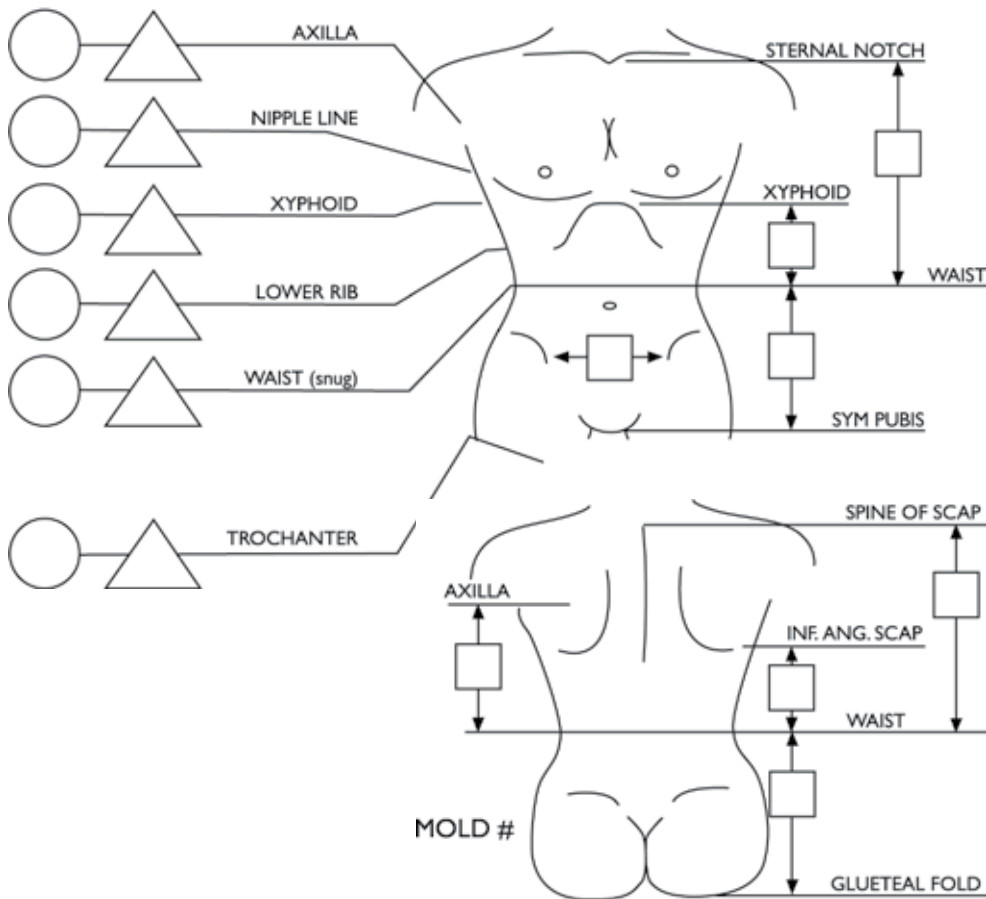 AXILLA
STERNAL NOTCH
NIPPLE LINE
XYPHOID
XYPHOID
LOWER RIB
WAIST
WAIST (snug)
SYM PUBIS
TROCHANTER
SPINE OF SCAP
AXILLA
INF. ANG. SCAP
WAIST
MOLD #
GLUETEAL FOLD